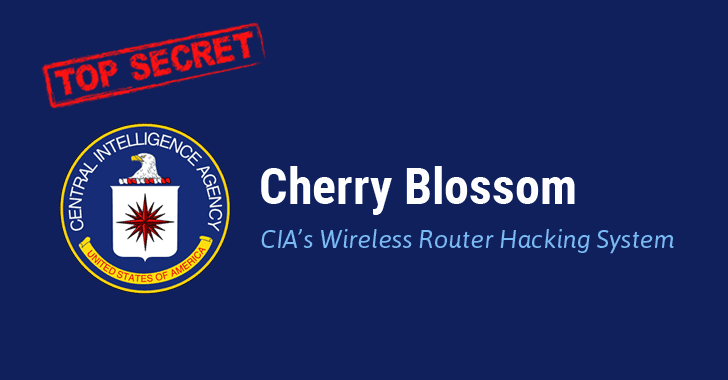 TOP SECRET
CENTRAL INTELLIGENCE AGENCY
UNITED STATES OF AMERICA
Cherry Blossom
CIA’s Wireless Router Hacking System